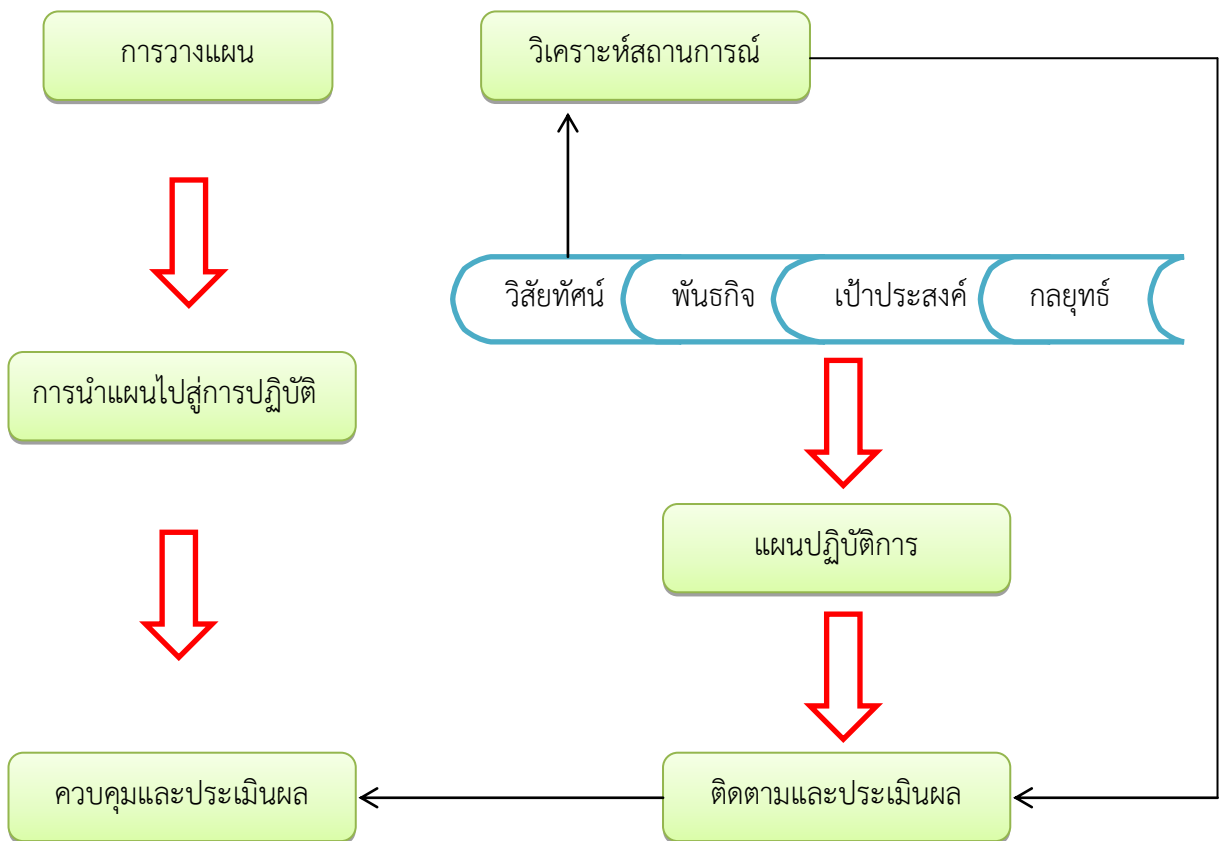 การวางแผน
วิเคราะห์สถานการณ์
วิสัยทัศน์ พันธกิจ เป้าประสงค์ กลยุทธ์
การนำแผนไปสู่การปฏิบัติ
แผนปฏิบัติการ
ควบคุมและประเมินผล
ติดตามและประเมินผล